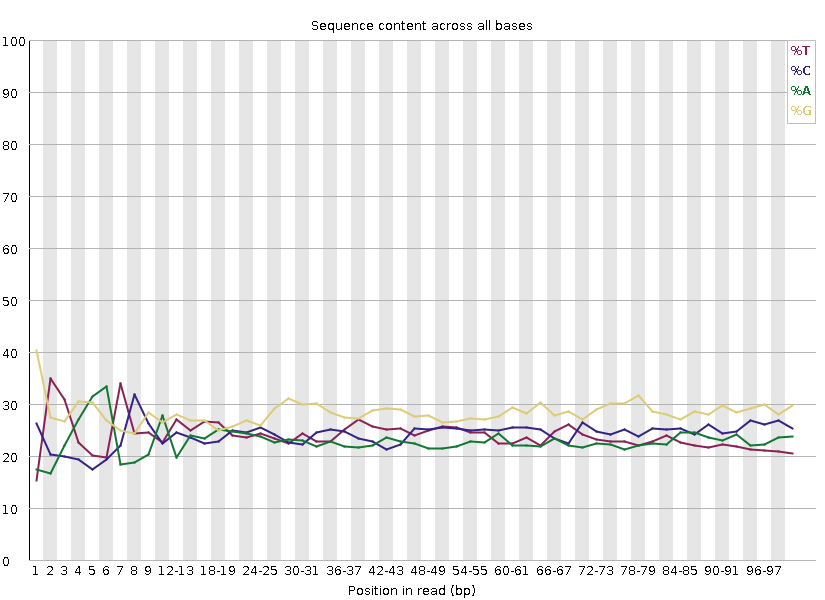 Sequence content across all bases
100
90
80
70
60
50
40
30
20
10
0
%T
%C
%A
%G
1 2 3 4 5 6 7 8 9 12-13 18-19 24-25 30-31 36-37 42-43 48-49 54-55 60-61 66-67 72-73 78-79 84-85 90-91 96-97
Position in read (bp)